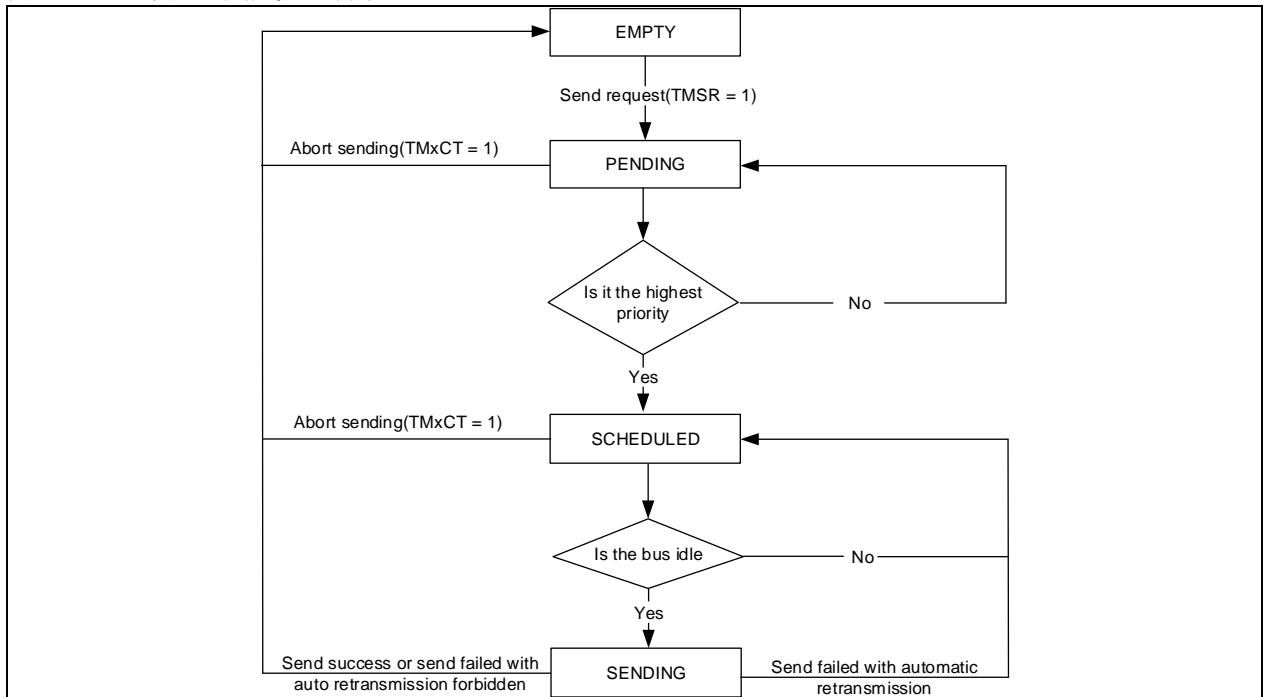 EMPTY
Send request(TMSR = 1)
Abort sending(TMxCT = 1)
PENDING
Is it the highest
priority
No
Yes
Abort sending(TMxCT = 1)
SCHEDULED
Is the bus idle
No
Yes
Send success or send failed with
auto retransmission forbidden
SENDING
Send failed with automatic
retransmission